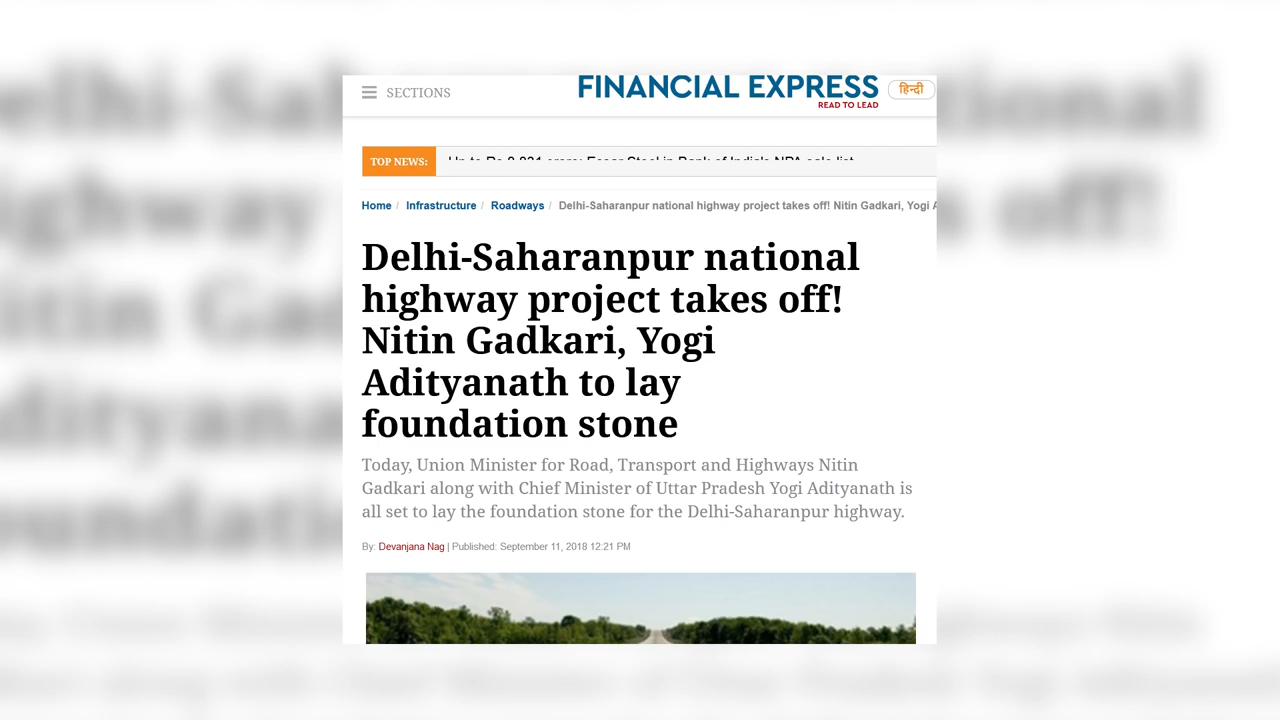 SECTIONS
FINANCIAL EXPRESS
READ TO LEAD
हिन्दी
TOP NEWS:
Home / Infrastructure / Roadways / Delhi-Saharanpur national highway project takes off! Nitin Gadkari, Yogi
Delhi-Saharanpur national
highway project takes off!
Nitin Gadkari, Yogi
Adityanath to lay
foundation stone
Today, Union Minister for Road, Transport and Highways Nitin
Gadkari along with Chief Minister of Uttar Pradesh Yogi Adityanath is
all set to lay the foundation stone for the Delhi-Saharanpur highway.
By: Devanjana Nag | Published: September 11, 2018 12:21 PM